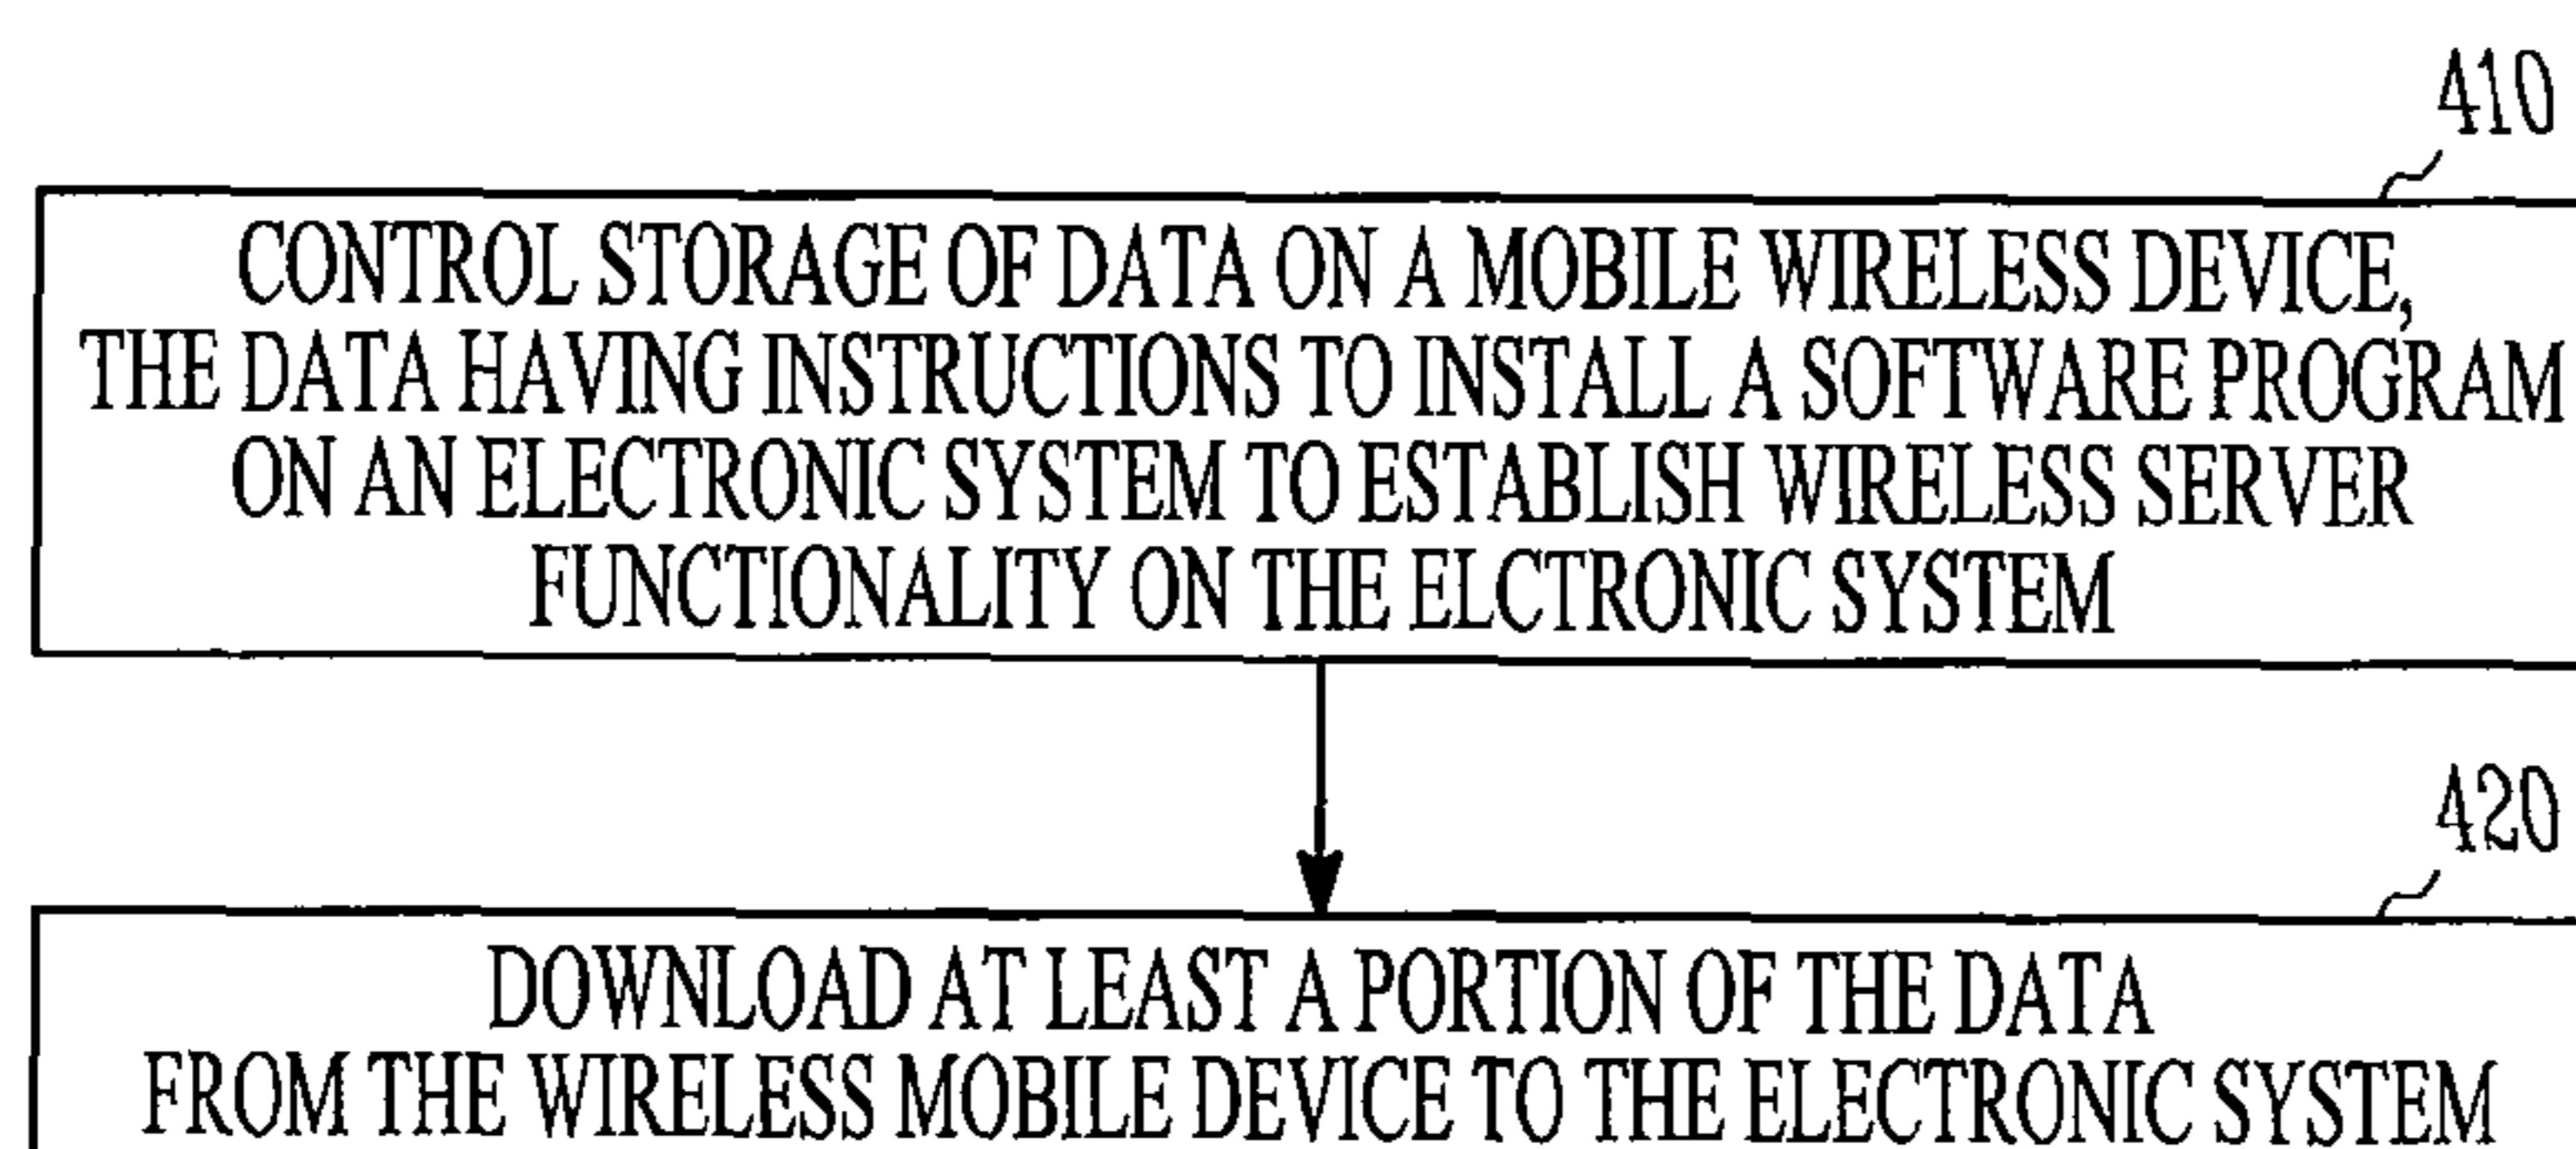 410
CONTROL STORAGE OF DATA ON A MOBILE WIRELESS DEVICE,
THE DATA HAVING INSTRUCTIONS TO INSTALL A SOFTWARE PROGRAM
ON AN ELECTRONIC SYSTEM TO ESTABLISH WIRELESS SERVER
FUNCTIONALITY ON THE ELCTRONIC SYSTEM
420
DOWNLOAD AT LEAST A PORTION OF THE DATA
FROM THE WIRELESS MOBILE DEVICE TO THE ELECTRONIC SYSTEM